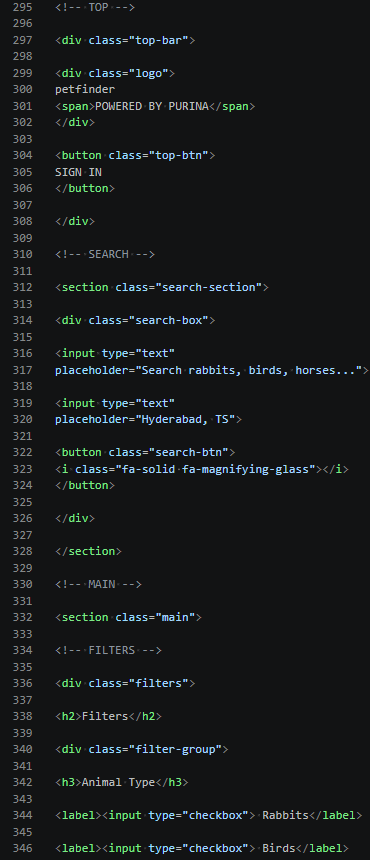 295 <!-- TOP -->
296
297 <div class="top-bar">
298
299 <div class="logo">
300 petfinder
301 <span>POWERED BY PURINA</span>
302 </div>
303
304 <button class="top-btn">
305 SIGN IN
306 </button>
307
308 </div>
309
310 <!-- SEARCH -->
311
312 <section class="search-section">
313
314 <div class="search-box">
315
316 <input type="text"
317 placeholder="Search rabbits, birds, horses...">
318
319 <input type="text"
320 placeholder="Hyderabad, TS">
321
322 <button class="search-btn">
323 <i class="fa-solid fa-magnifying-glass"></i>
324 </button>
325
326 </div>
327
328 </section>
329
330 <!-- MAIN -->
331
332 <section class="main">
333
334 <!-- FILTERS -->
335
336 <div class="filters">
337
338 <h2>Filters</h2>
339
340 <div class="filter-group">
341
342 <h3>Animal Type</h3>
343
344 <label><input type="checkbox"> Rabbits</label>
345
346 <label><input type="checkbox"> Birds</label>